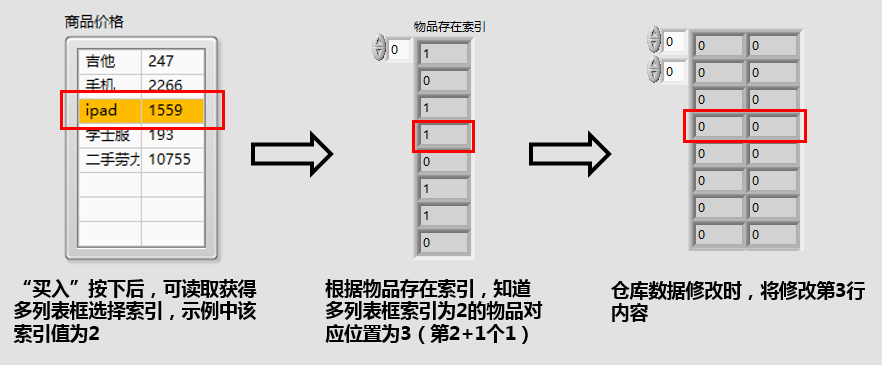 商品价格
吉他 247
手机 2266
ipad 1559
学士服 193
二手劳力 10755
物品存在索引
0
1
0
1
1
0
1
1
0
0 0 0
0 0 0
0 0
0 0
0 0
0 0
0 0
0 0
“买入”按下后，可读取获得
多列表框选择索引，示例中该
索引值为2
根据物品存在索引，知道
多列表框索引为2的物品对
应位置为3（第2+1个1）
仓库数据修改时，将修改第3行
内容